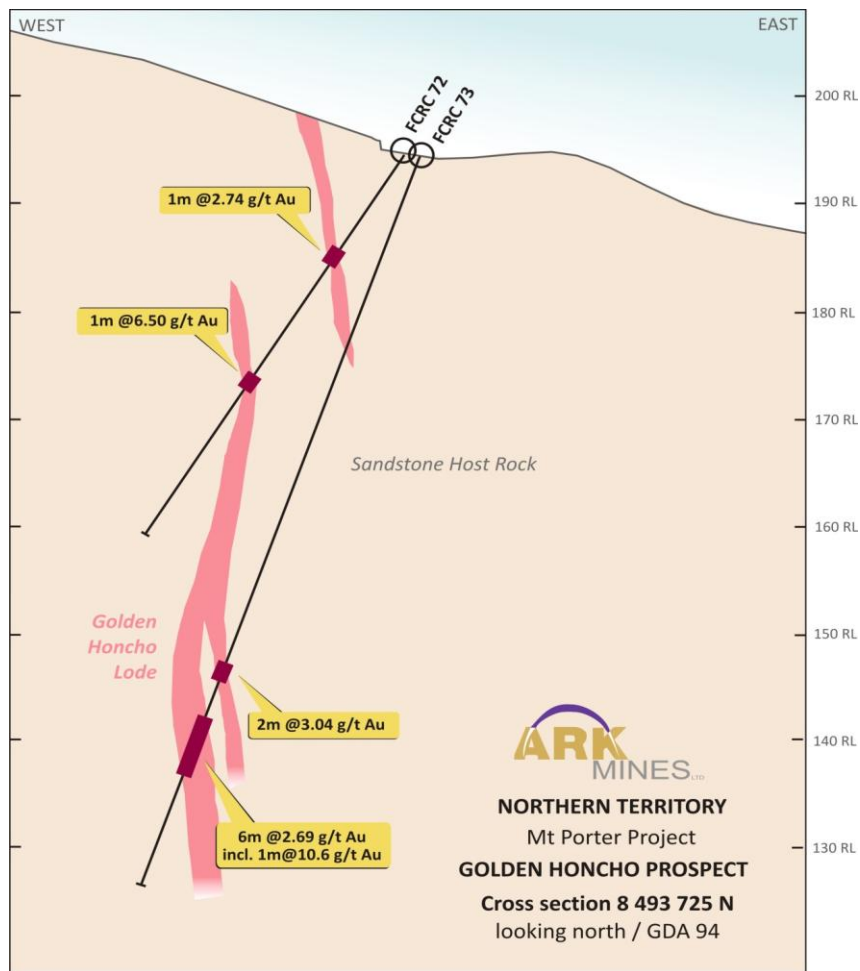 WEST
EAST
FCRC 72
FCRC 73
200 RL
190 RL
180 RL
170 RL
160 RL
150 RL
140 RL
130 RL
1m @2.74 g/t Au
1m @6.50 g/t Au
Sandstone Host Rock
Golden
Honcho
Lode
2m @3.04 g/t Au
6m @2.69 g/t Au
incl. 1m@10.6 g/t Au
ARK
MINES LTD
NORTHERN TERRITORY
Mt Porter Project
GOLDEN HONCHO PROSPECT
Cross section 8 493 725 N
looking north / GDA 94